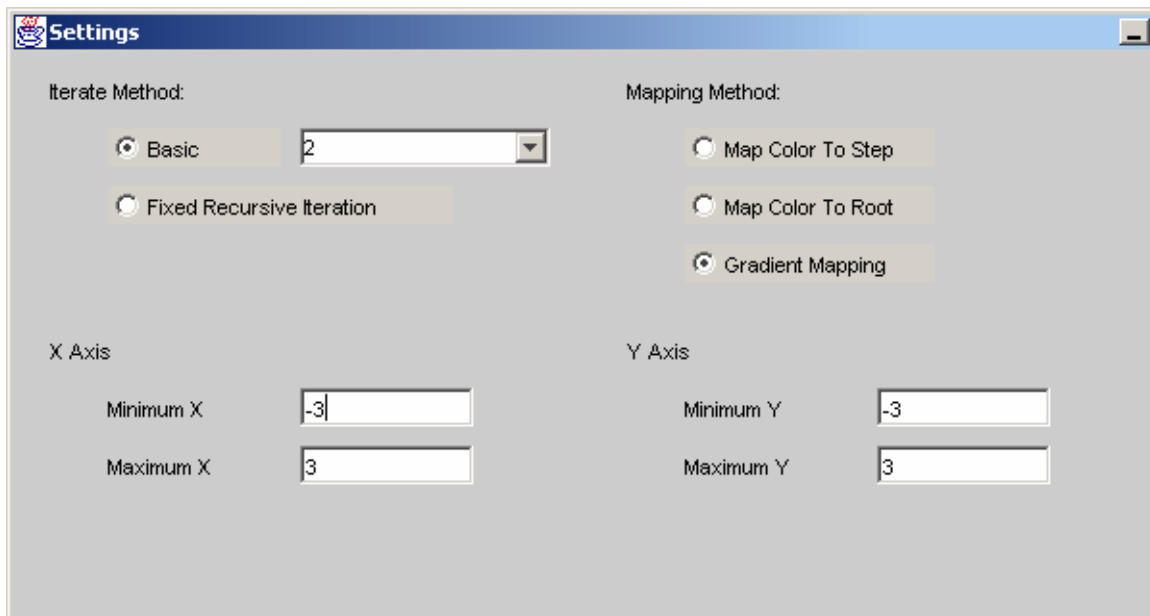 Settings
Iterate Method:
Mapping Method:
Basic
2
Map Color To Step
Fixed Recursive Iteration
Map Color To Root
Gradient Mapping
X Axis
Y Axis
Minimum X
-3
Minimum Y
-3
Maximum X
3
Maximum Y
3